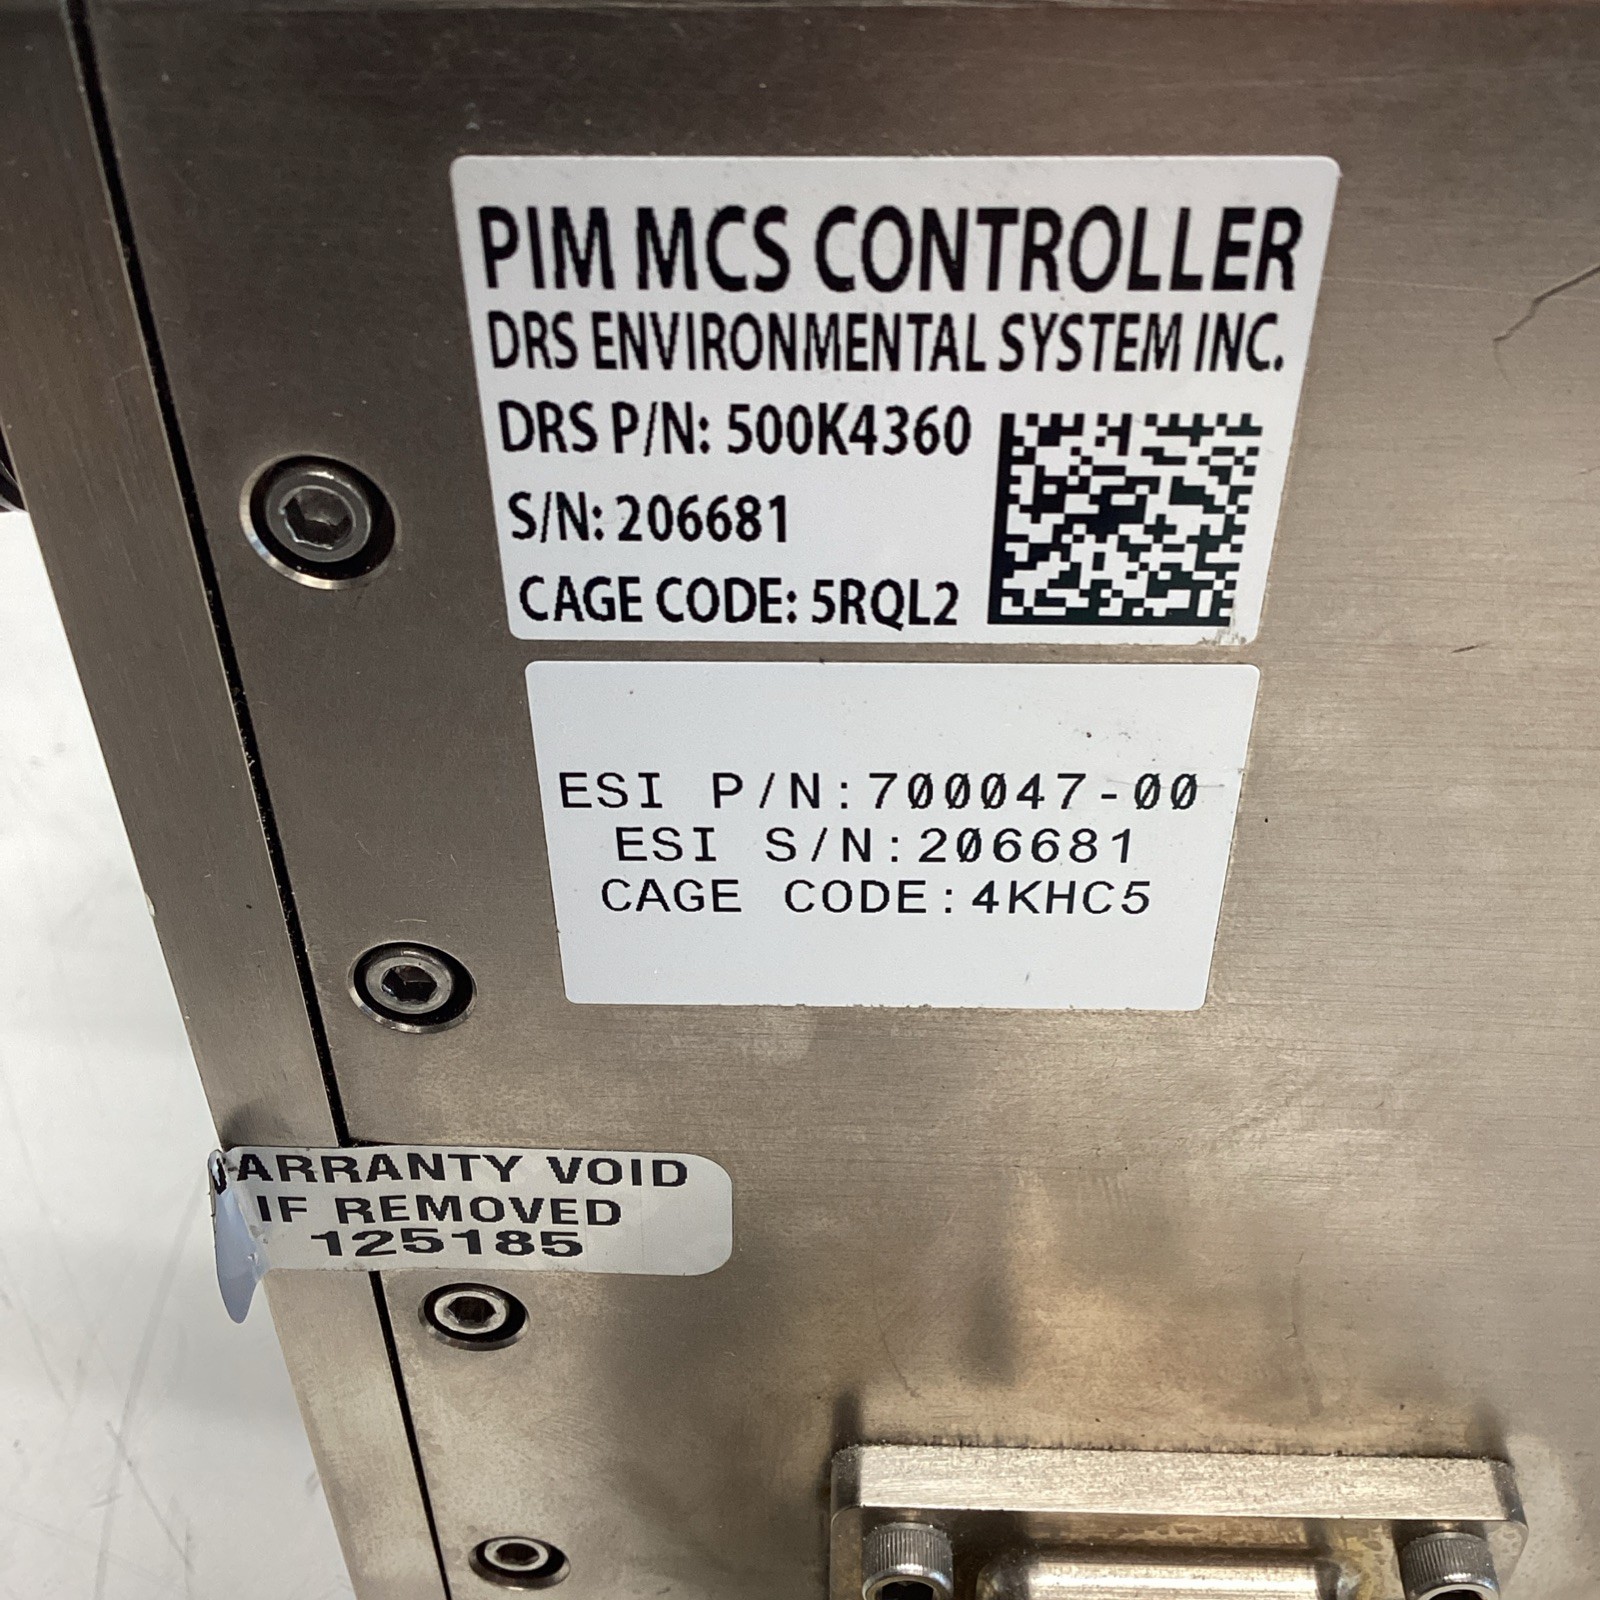 PIM MCS CONTROLLER
DRS ENVIRONMENTAL SYSTEM INC.
DRS P/N: 500K4360
S/N: 206681
CAGE CODE: 5RQL2
ESI P/N:700047-00
ESI S/N:206681
CAGE CODE:4KHC5
WARRANTY VOID
IF REMOVED
125185